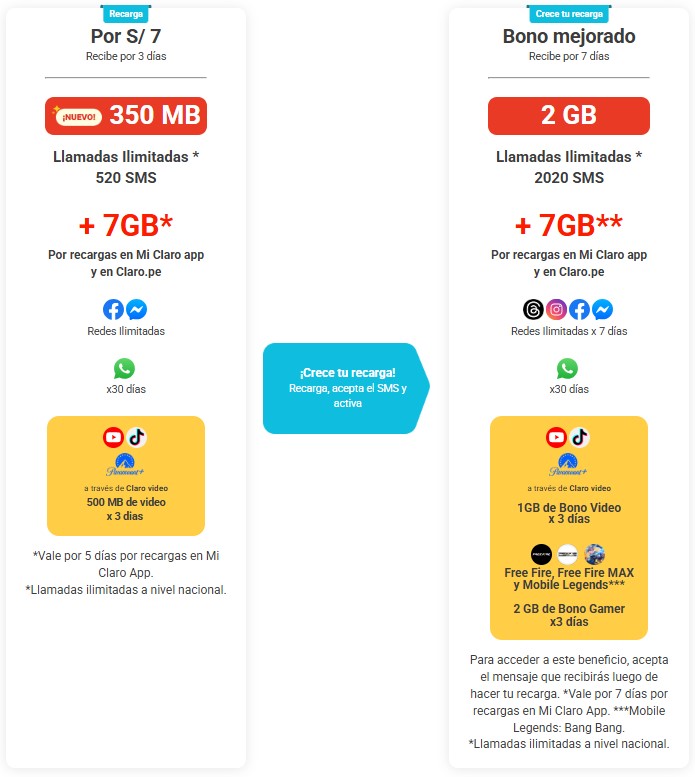 Recarga
Por S/ 7
Recibe por 3 días
¡NUEVO! 350 MB
Llamadas Ilimitadas *
520 SMS
+ 7GB*
Por recargas en Mi Claro app
y en Claro.pe
Redes Ilimitadas
x30 días
Paramount+
a través de Claro video
500 MB de video
x 3 dias
*Vale por 5 días por recargas en Mi
Claro App.
*Llamadas ilimitadas a nivel nacional.
¡Crece tu recarga!
Recarga, acepta el SMS y
activa
Crece tu recarga
Bono mejorado
Recibe por 7 días
2 GB
Llamadas Ilimitadas *
2020 SMS
+ 7GB**
Por recargas en Mi Claro app
y en Claro.pe
Redes Ilimitadas x 7 días
x30 días
Paramount+
a través de Claro video
1GB de Bono Video
x 3 días
Free Fire, Free Fire MAX
y Mobile Legends***
2 GB de Bono Gamer
x3 días
Para acceder a este beneficio, acepta
el mensaje que recibirás luego de
hacer tu recarga. *Vale por 7 días por
recargas en Mi Claro App. ***Mobile
Legends: Bang Bang.
*Llamadas ilimitadas a nivel nacional.